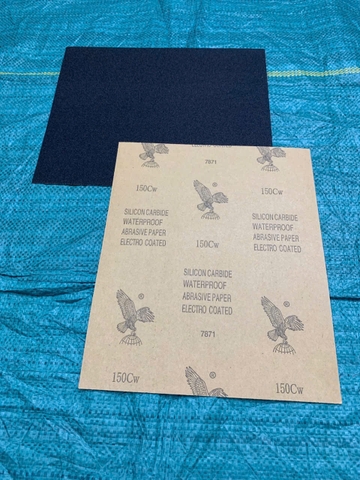 7871
150Cw
150Cw
SILICON CARBIDE
WATERPROOF
ABRASIVE PAPER
ELECTRO COATED
150Cw
SILICON CARBIDE
WATERPROOF
ABRASIVE PAPER
ELECTRO COATED
SILICON CARBIDE
WATERPROOF
ABRASIVE PAPER
ELECTRO COATED
®
®
7871
150Cw
®
150Cw